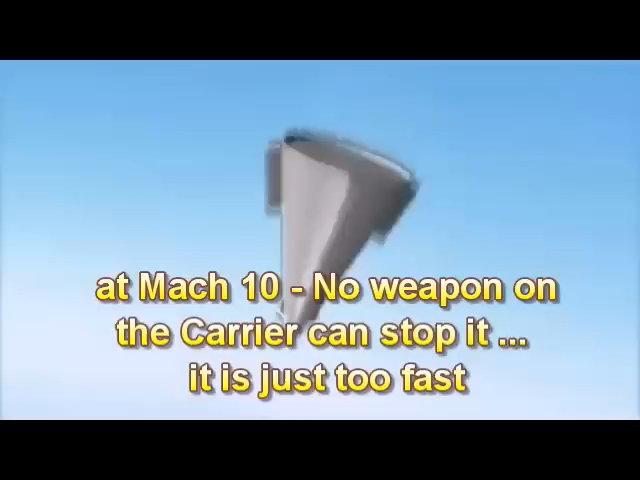 at Mach 10 - No weapon on
the Carrier can stop it ...
it is just too fast